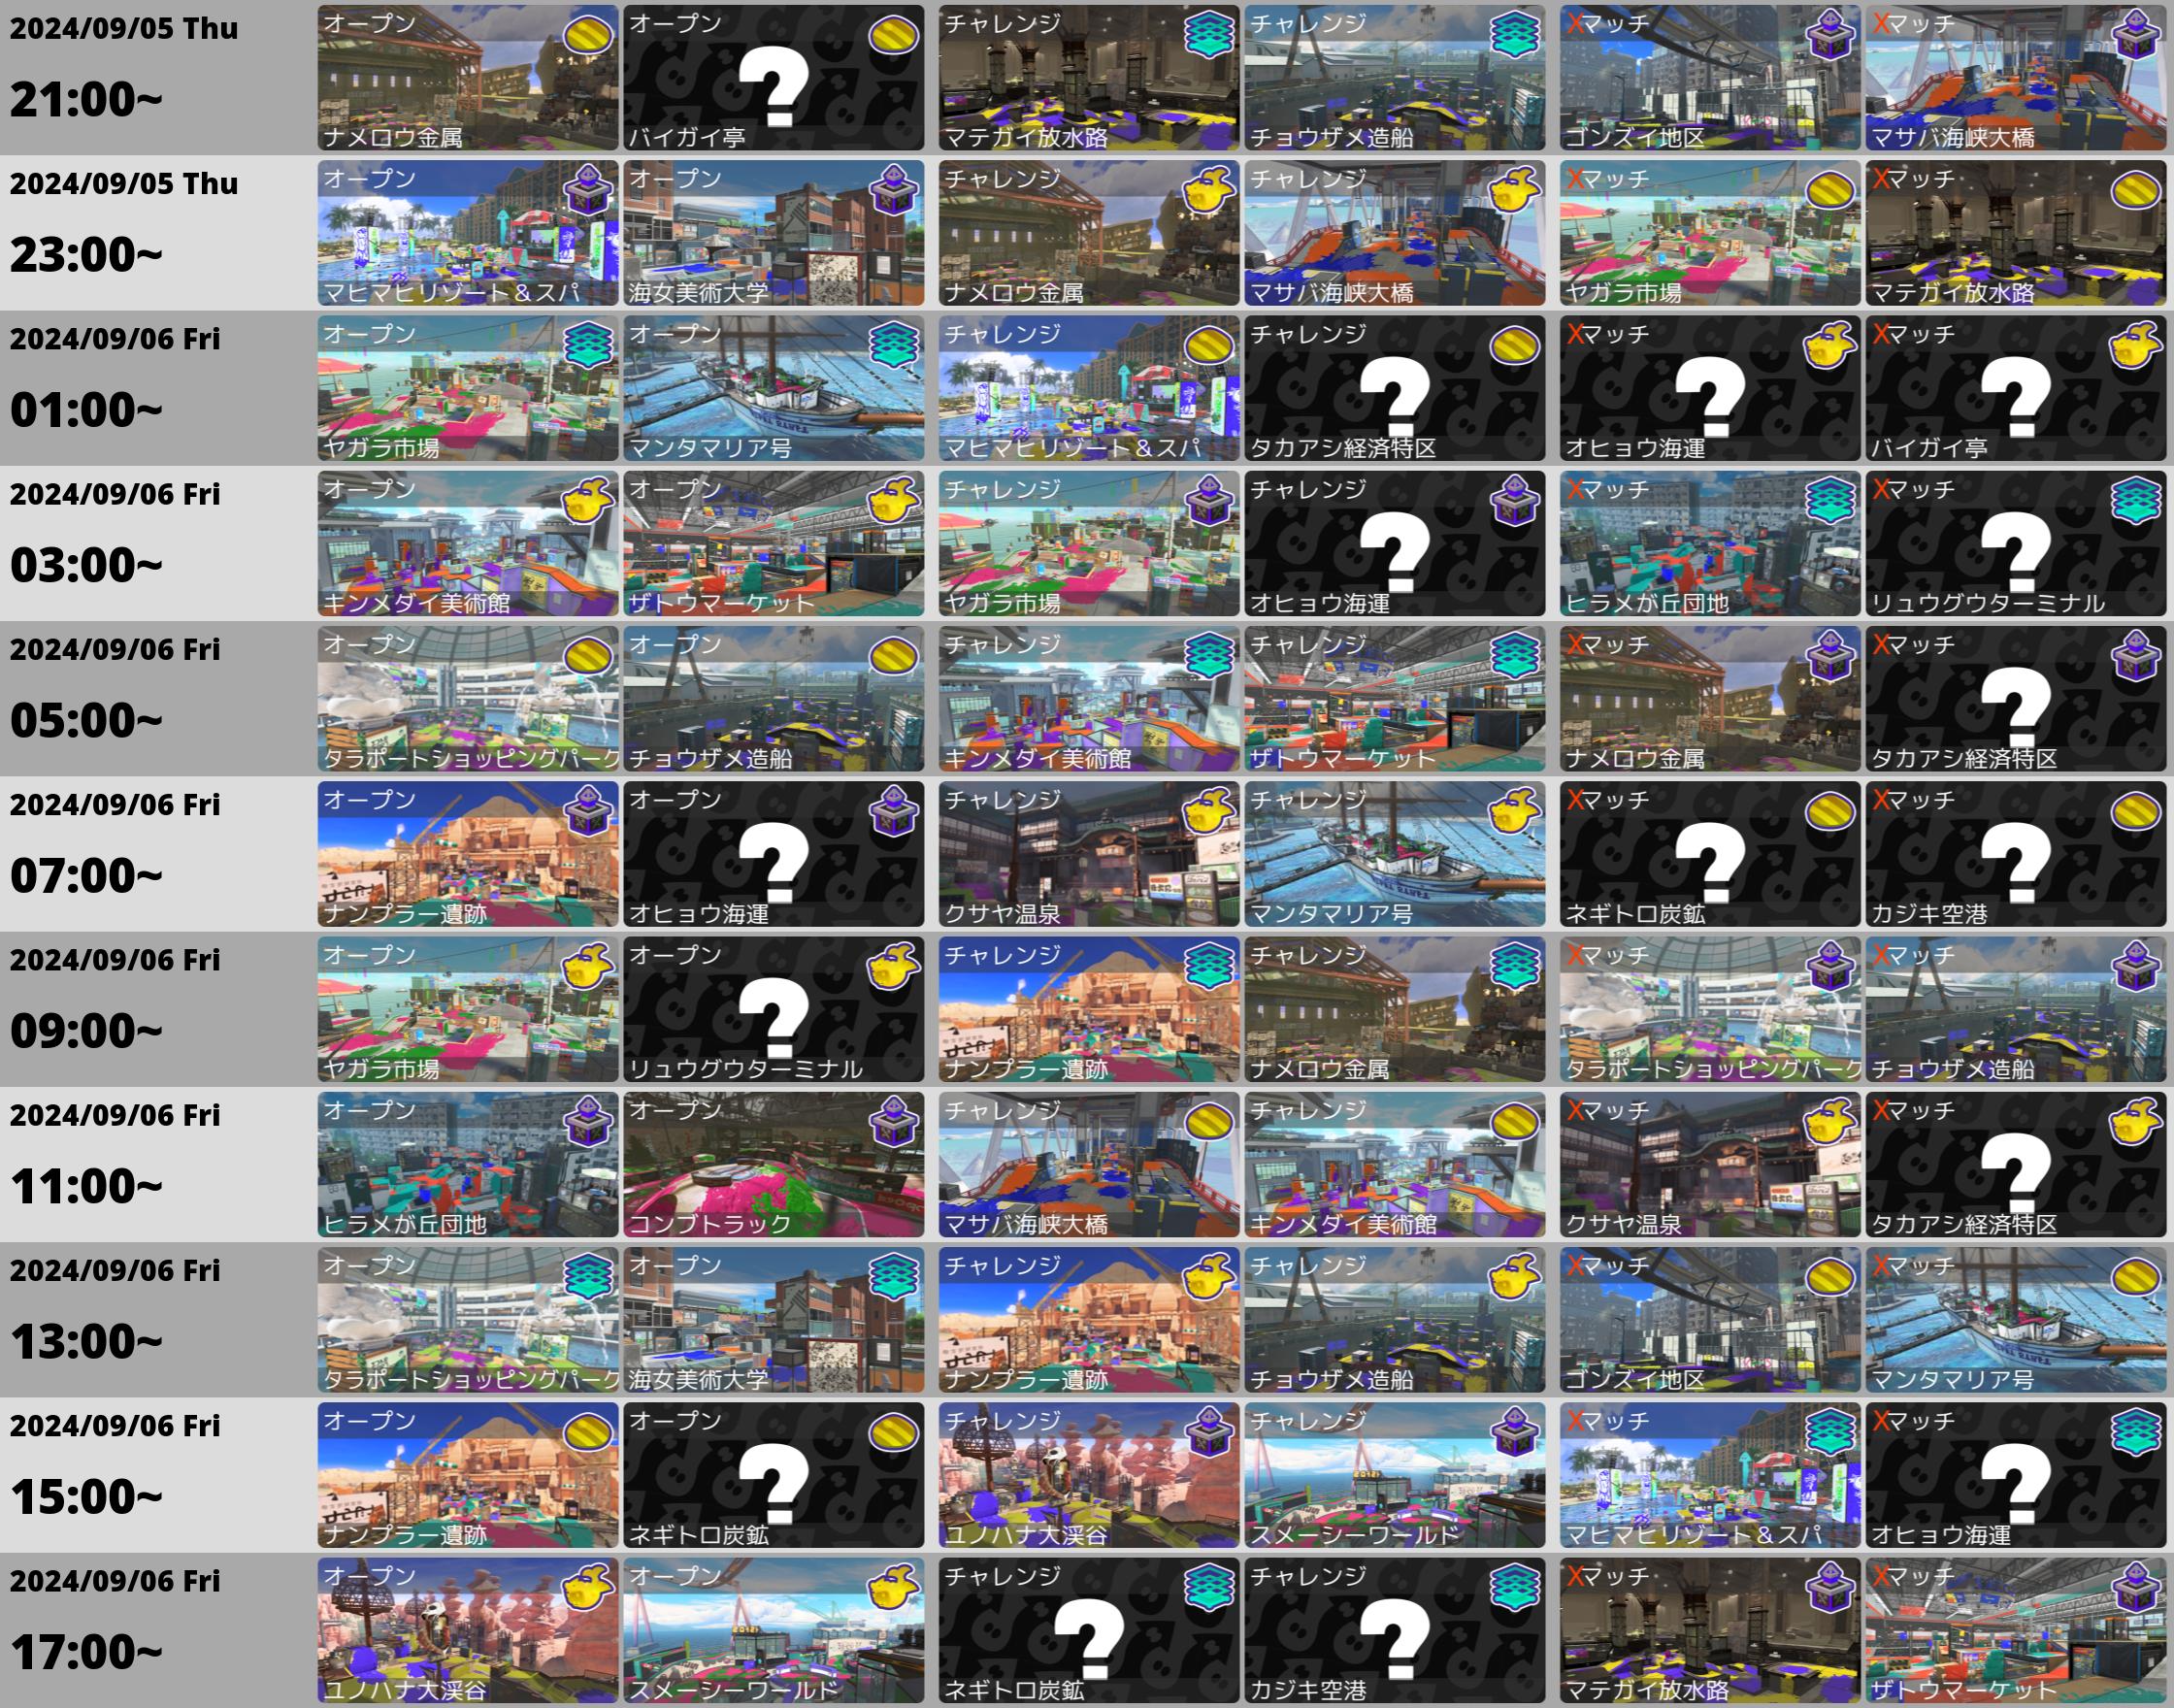 2024/09/05 Thu
21:00~
オープン
ナメロウ金属
オープン
バイガイ亭
チャレンジ
マテガイ放水路
チャレンジ
チョウザメ造船
Xマッチ
ゴンズイ地区
Xマッチ
マサバ海峡大橋
2024/09/05 Thu
23:00~
オープン
マヒマヒリゾート&スパ
オープン
海女美術大学
チャレンジ
ナメロウ金属
チャレンジ
マサバ海峡大橋
Xマッチ
ヤガラ市場
Xマッチ
マテガイ放水路
2024/09/06 Fri
01:00~
オープン
ヤガラ市場
オープン
マンタマリア号
チャレンジ
マヒマヒリゾート&スパ
チャレンジ
タカアシ経済特区
Xマッチ
オヒョウ海運
Xマッチ
バイガイ亭
2024/09/06 Fri
03:00~
オープン
キンメダイ美術館
オープン
ザトウマーケット
チャレンジ
ヤガラ市場
チャレンジ
オヒョウ海運
Xマッチ
ヒラメが丘団地
Xマッチ
リュウグウターミナル
2024/09/06 Fri
05:00~
オープン
タラポートショッピングパーク
オープン
チョウザメ造船
チャレンジ
キンメダイ美術館
チャレンジ
ザトウマーケット
Xマッチ
ナメロウ金属
Xマッチ
タカアシ経済特区
2024/09/06 Fri
07:00~
オープン
ナンプラー遺跡
オープン
オヒョウ海運
チャレンジ
クサヤ温泉
チャレンジ
マンタマリア号
Xマッチ
ネギトロ炭鉱
Xマッチ
カジキ空港
2024/09/06 Fri
09:00~
オープン
ヤガラ市場
オープン
リュウグウターミナル
チャレンジ
ナンプラー遺跡
チャレンジ
ナメロウ金属
Xマッチ
タラポートショッピングパーク
Xマッチ
チョウザメ造船
2024/09/06 Fri
11:00~
オープン
ヒラメが丘団地
オープン
コンブトラック
チャレンジ
マサバ海峡大橋
チャレンジ
キンメダイ美術館
Xマッチ
クサヤ温泉
Xマッチ
タカアシ経済特区
2024/09/06 Fri
13:00~
オープン
タラポートショッピングパーク
オープン
海女美術大学
チャレンジ
ナンプラー遺跡
チャレンジ
チョウザメ造船
Xマッチ
ゴンズイ地区
Xマッチ
マンタマリア号
2024/09/06 Fri
15:00~
オープン
ナンプラー遺跡
オープン
ネギトロ炭鉱
チャレンジ
ユノハナ大渓谷
チャレンジ
スメーシーワールド
Xマッチ
マヒマヒリゾート&スパ
Xマッチ
オヒョウ海運
2024/09/06 Fri
17:00~
オープン
ユノハナ大渓谷
オープン
スメーシーワールド
チャレンジ
ネギトロ炭鉱
チャレンジ
カジキ空港
Xマッチ
マテガイ放水路
Xマッチ
ザトウマーケット